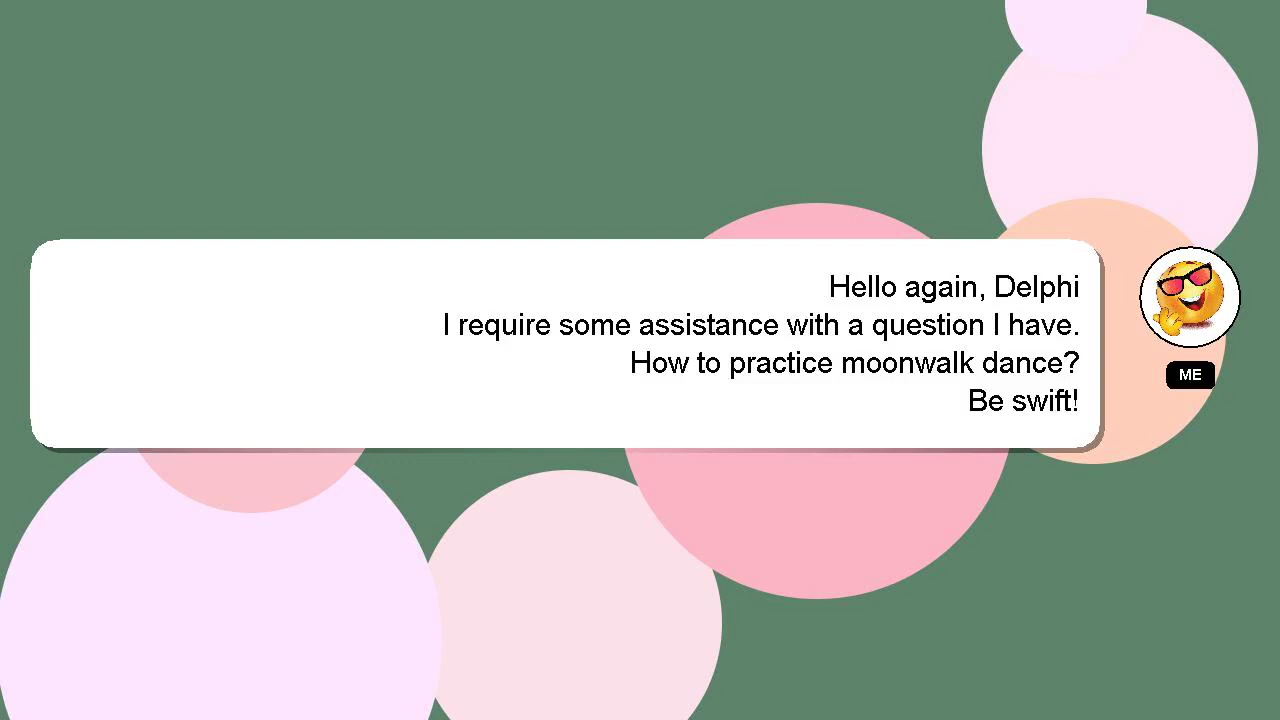 Hello again, Delphi
I require some assistance with a question I have.
How to practice moonwalk dance?
Be swift!
ME